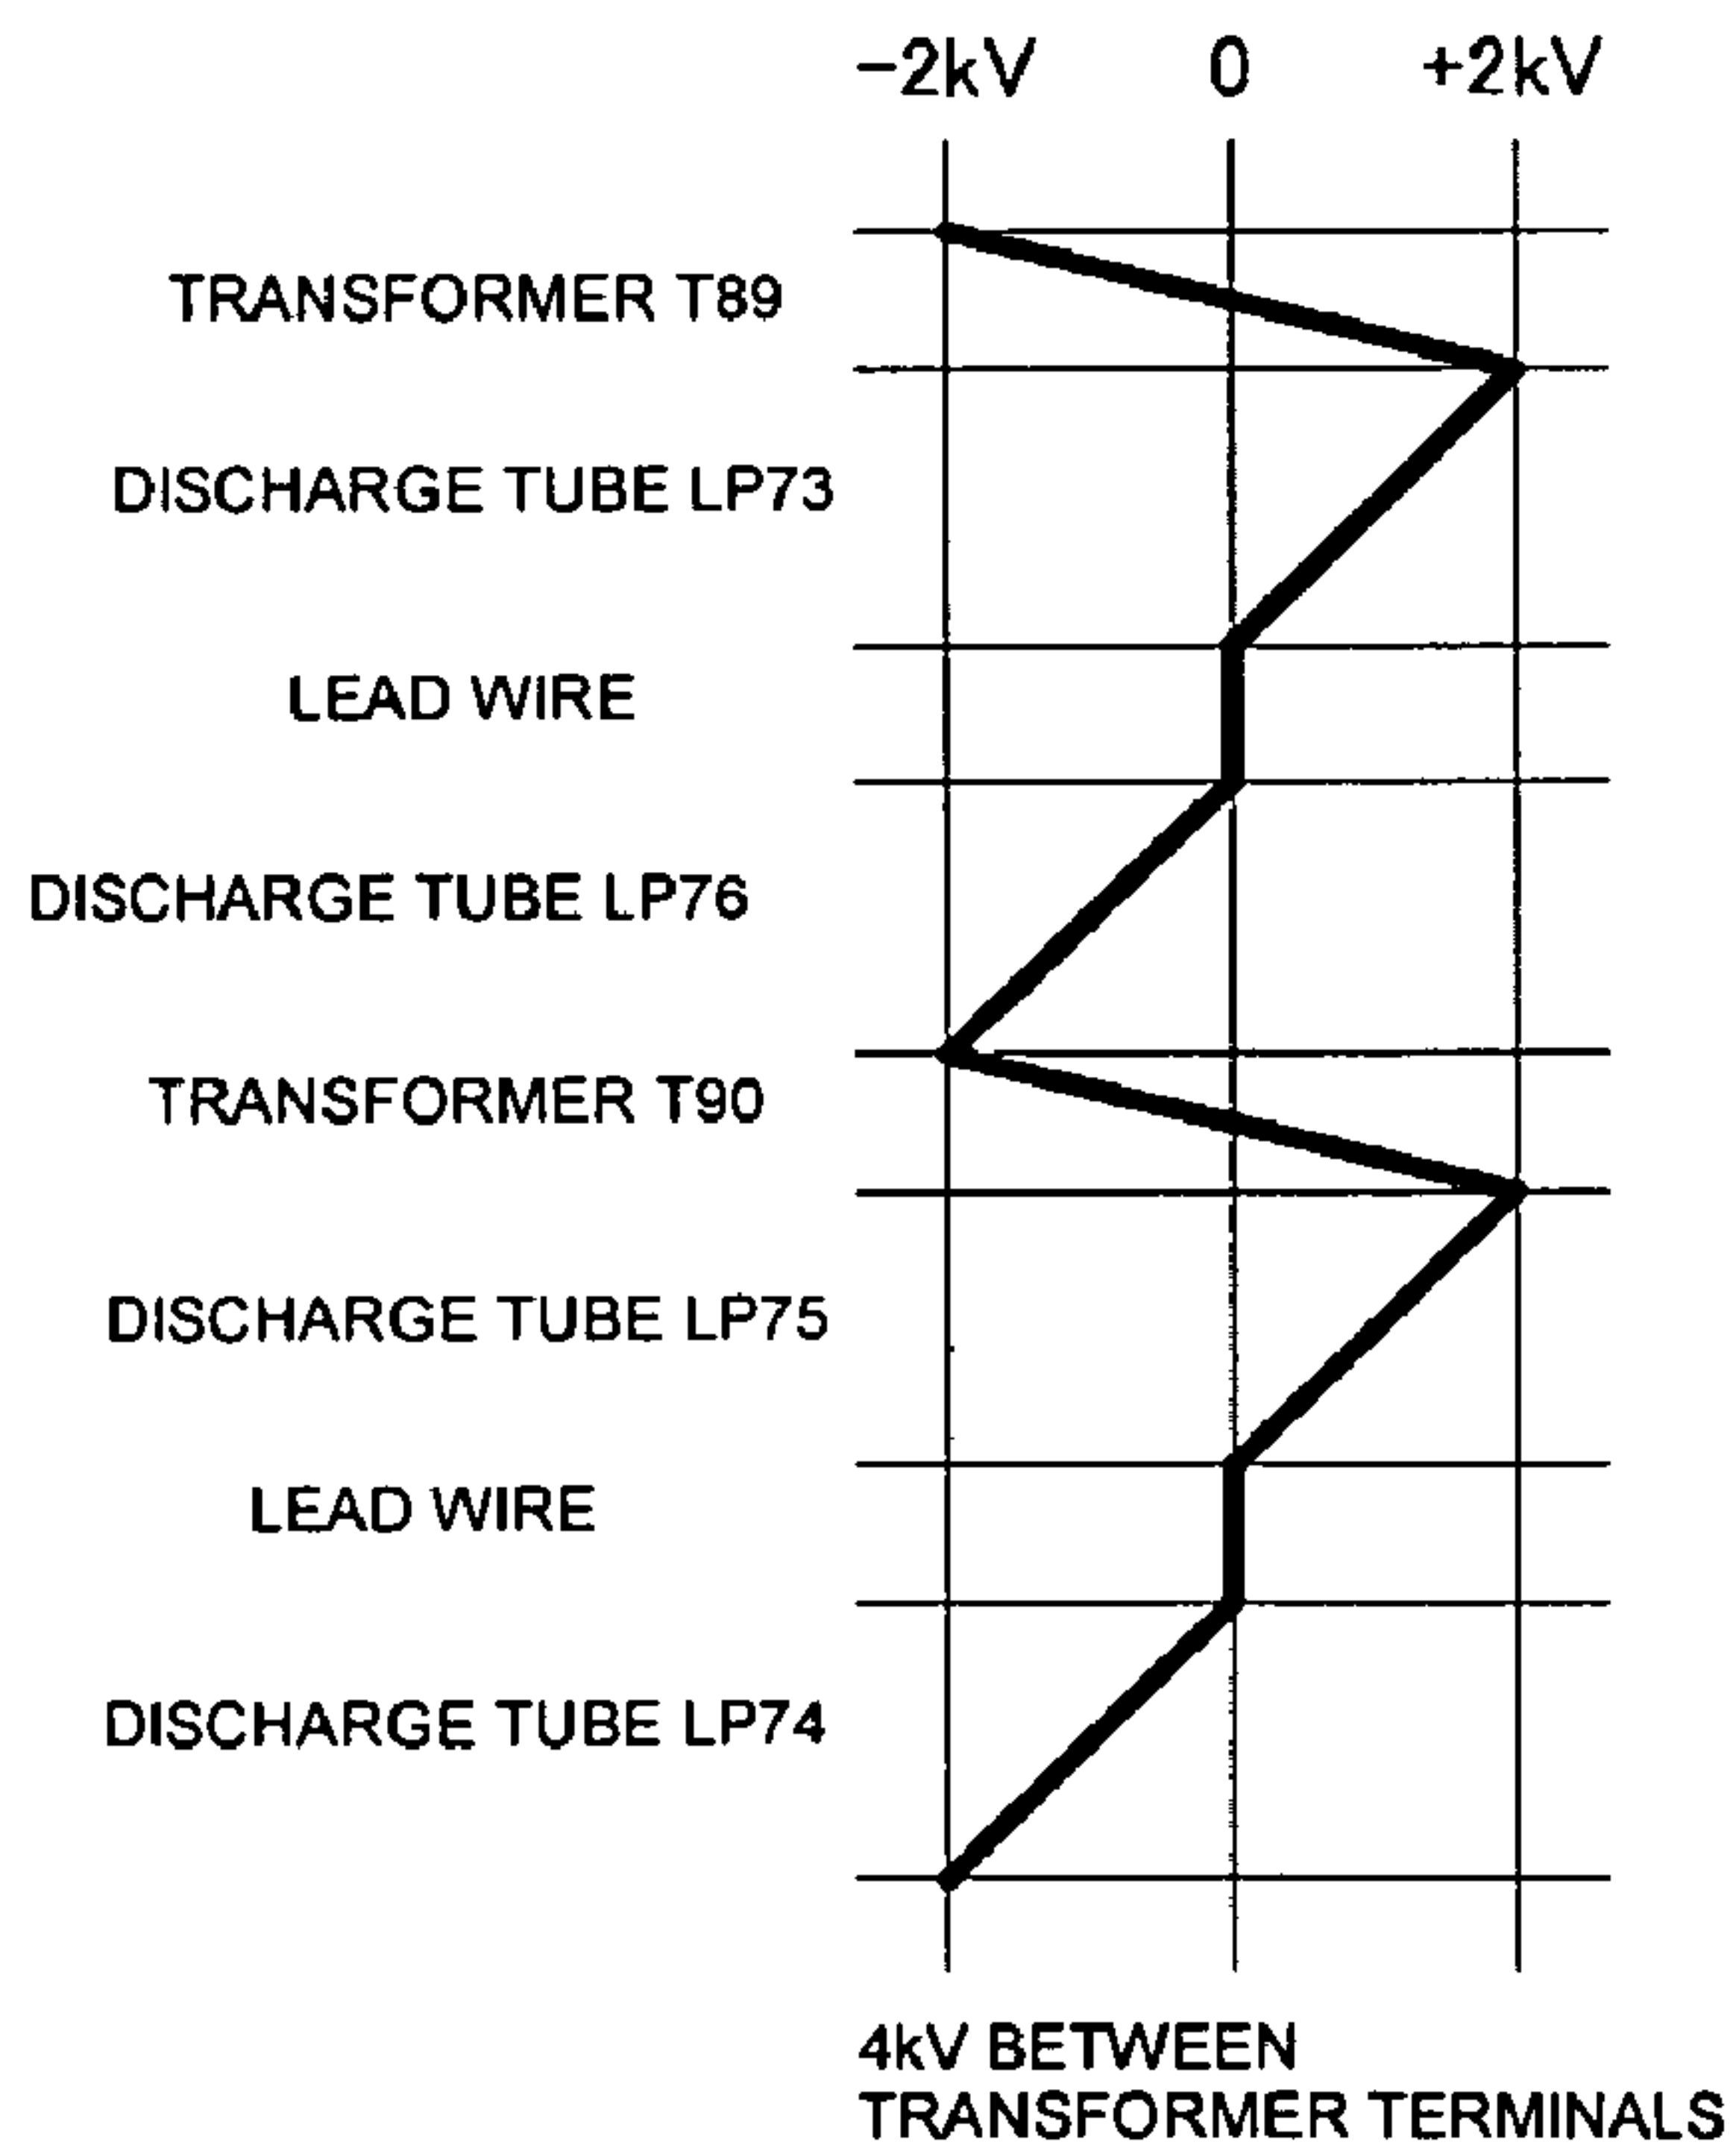 -2kV 0 +2kV
TRANSFORMER T89
DISCHARGE TUBE LP73
LEAD WIRE
DISCHARGE TUBE LP76
TRANSFORMER T90
DISCHARGE TUBE LP75
LEAD WIRE
DISCHARGE TUBE LP74
4kV BETWEEN
TRANSFORMER TERMINALS